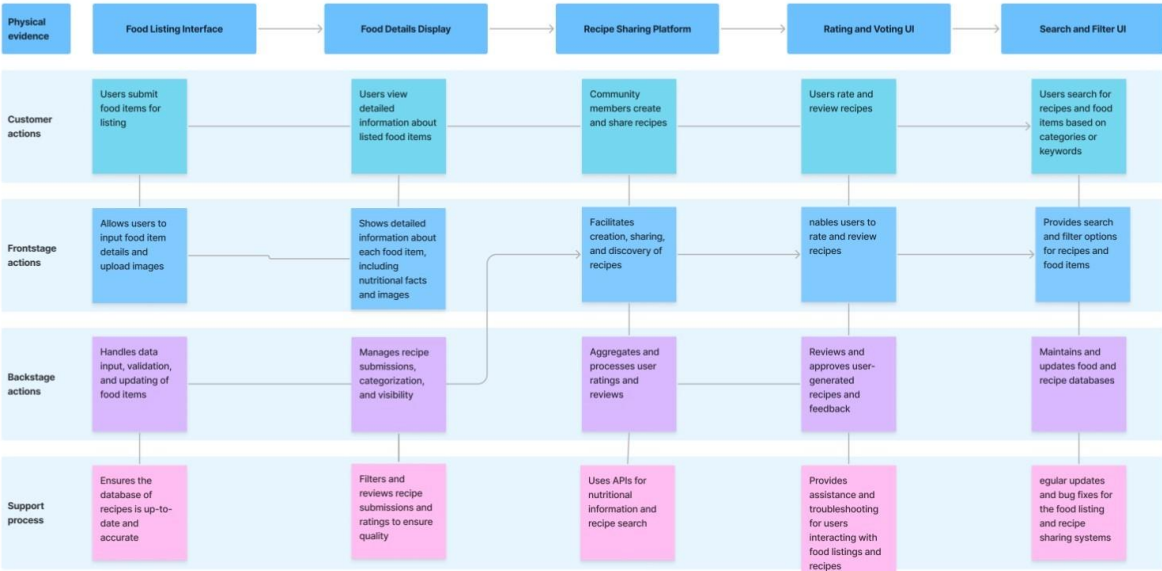 Physical
evidence
Food Listing Interface
Food Details Display
Recipe Sharing Platform
Rating and Voting UI
Search and Filter UI
Customer
actions
Users submit
food items for
listing
Users view
detailed
information about
listed food items
Community
members create
and share recipes
Users rate and
review recipes
Users search for
recipes and food
items based on
categories or
keywords
Frontstage
actions
Allows users to
input food item
details and
upload images
Shows detailed
information about
each food item,
including
nutritional facts
and images
Facilitates
creation, sharing,
and discovery of
recipes
nables users to
rate and review
recipes
Provides search
and filter options
for recipes and
food items
Backstage
actions
Handles data
input, validation,
and updating of
food items
Manages recipe
submissions,
categorization,
and visibility
Aggregates and
processes user
ratings and
reviews
Reviews and
approves user-
generated
recipes and
feedback
Maintains and
updates food and
recipe databases
Support
process
Ensures the
database of
recipes is up-to-
date and
accurate
Filters and
reviews recipe
submissions and
ratings to ensure
quality
Uses APIs for
nutritional
information and
recipe search
Provides
assistance and
troubleshooting
for users
interacting with
food listings and
recipes
egular updates
and bug fixes for
the food listing
and recipe
sharing systems